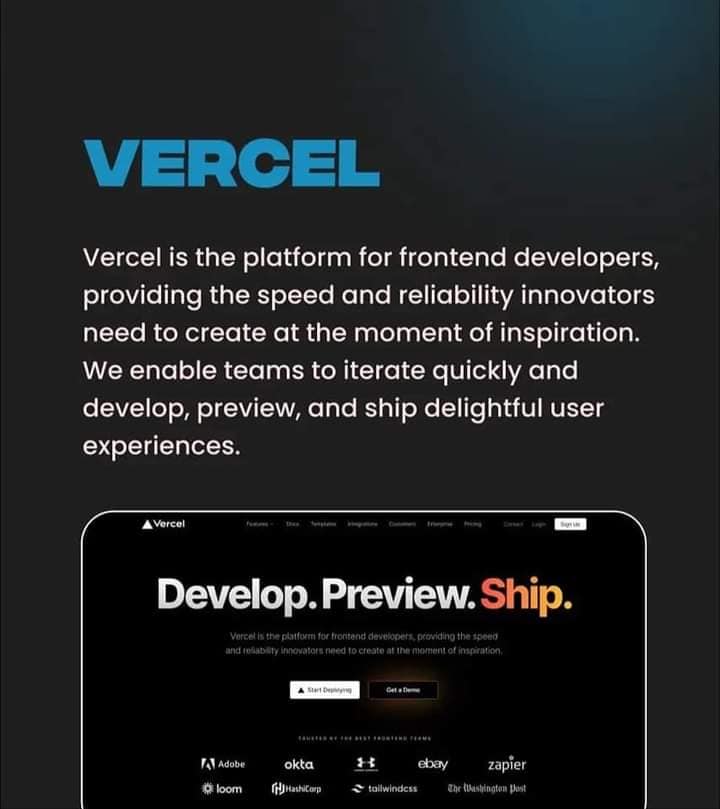 VERCEL
Vercel is the platform for frontend developers,
providing the speed and reliability innovators
need to create at the moment of inspiration.
We enable teams to iterate quickly and
develop, preview, and ship delightful user
experiences.
Vercel Features Docs Templates Integrations Customers Enterprise Pricing Contact Login Sign Up
Develop. Preview. Ship.
Vercel is the platform for frontend developers, providing the speed
and reliability innovators need to create at the moment of inspiration.
Start Deploying Get a Demo
TRUSTED BY THE BEST FRONTEND TEAMS
Adobe okta ebay zapier
loom HashiCorp tailwindcss The Washington Post